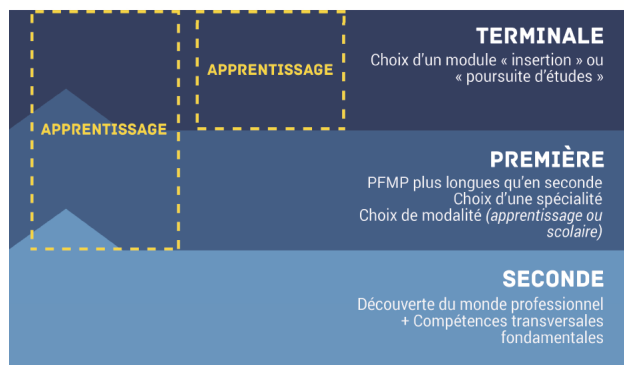 TERMINALE
Choix d'un module « insertion » ou
« poursuite d'études »
APPRENTISSAGE
APPRENTISSAGE
PREMIÈRE
PFMP plus longues qu'en seconde
Choix d'une spécialité
Choix de modalité (apprentissage ou
scolaire)
SECONDE
Découverte du monde professionnel
+ Compétences transversales
fondamentales